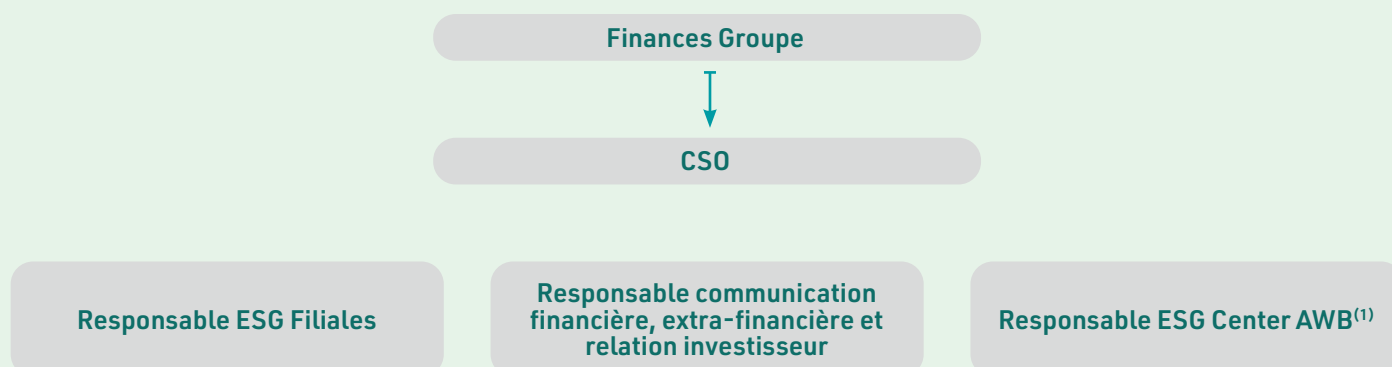 Finances Groupe
CSO
Responsable ESG Filiales
Responsable communication
financière, extra-financière et
relation investisseur
Responsable ESG Center AWB(1)